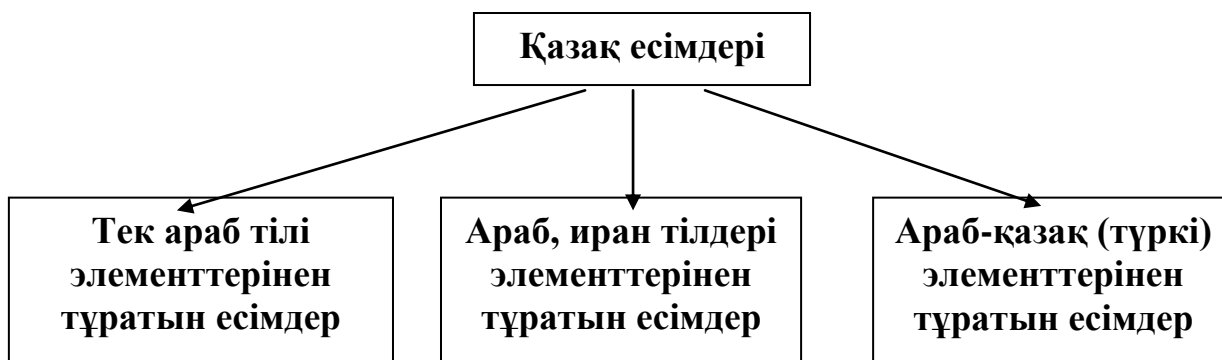 Қазақ есімдері
Тек араб тілі
элементтерінен
тұратын есімдер
Араб, иран тілдері
элементтерінен
тұратын есімдер
Араб-қазақ (түркі)
элементтерінен
тұратын есімдер